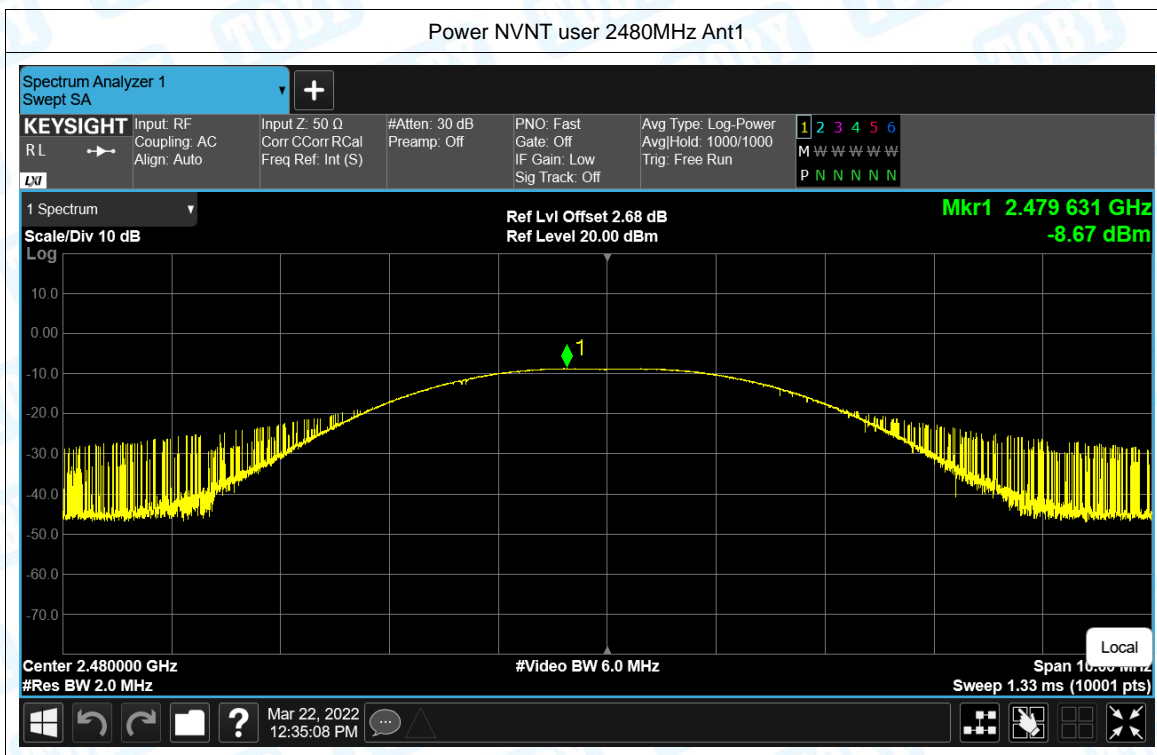 Power NVNT user 2480MHz Ant1
Spectrum Analyzer 1
Swept SA
KEYSIGHT
R L
LXI
Input: RF
Coupling: AC
Align: Auto
Input Z: 50 Ω
Corr CCorr RCal
Freq Ref: Int (S)
#Atten: 30 dB
Preamp: Off
PNO: Fast
Gate: Off
IF Gain: Low
Sig Track: Off
Avg Type: Log-Power
Avg|Hold: 1000/1000
Trig: Free Run
1 2 3 4 5 6
M W W W W W
P N N N N N
1 Spectrum
Scale/Div 10 dB
Ref Lvl Offset 2.68 dB
Ref Level 20.00 dBm
Mkr1 2.479 631 GHz
-8.67 dBm
Log
10.0
0.00
-10.0
-20.0
-30.0
-40.0
-50.0
-60.0
-70.0
1
Local
Center 2.480000 GHz
#Res BW 2.0 MHz
#Video BW 6.0 MHz
Span 10.00 MHz
Sweep 1.33 ms (10001 pts)
?
Mar 22, 2022
12:35:08 PM
TOBY